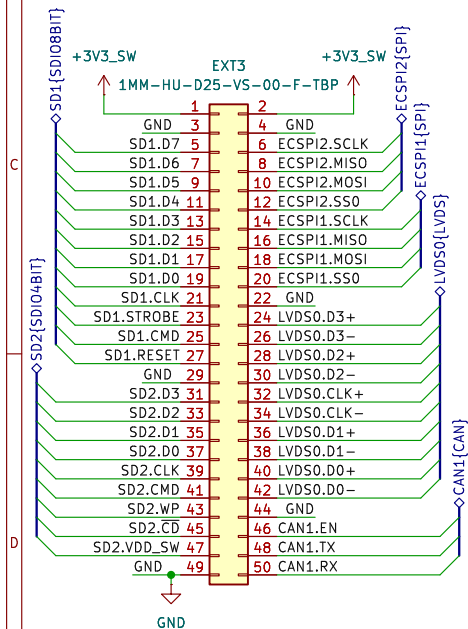 SD1{SDIO8BIT}
+3V3_SW
EXT3
1MM-HU-D25-VS-00-F-TBP
+3V3_SW
ECSPI2{SPI}
1 2
GND 3 4 GND
SD1.D7 5 6 ECSPI2.SCLK
SD1.D6 7 8 ECSPI2.MISO
SD1.D5 9 10 ECSPI2.MOSI
SD1.D4 11 12 ECSPI2.SS0
SD1.D3 13 14 ECSPI1.SCLK
SD1.D2 15 16 ECSPI1.MISO
SD1.D1 17 18 ECSPI1.MOSI
SD1.D0 19 20 ECSPI1.SS0
SD1.CLK 21 22 GND
SD1.STROBE 23 24 LVDS0.D3+
SD1.CMD 25 26 LVDS0.D3-
SD1.RESET 27 28 LVDS0.D2+
GND 29 30 LVDS0.D2-
SD2.D3 31 32 LVDS0.CLK+
SD2.D2 33 34 LVDS0.CLK-
SD2.D1 35 36 LVDS0.D1+
SD2.D0 37 38 LVDS0.D1-
SD2.CLK 39 40 LVDS0.D0+
SD2.CMD 41 42 LVDS0.D0-
SD2.WP 43 44 GND
SD2.CD 45 46 CAN1.EN
SD2.VDD_SW 47 48 CAN1.TX
GND 49 50 CAN1.RX
GND
ECSPI1{SPI}
LVDS0{LVDS}
CAN1{CAN}
SD2{SDIO4BIT}
C
D